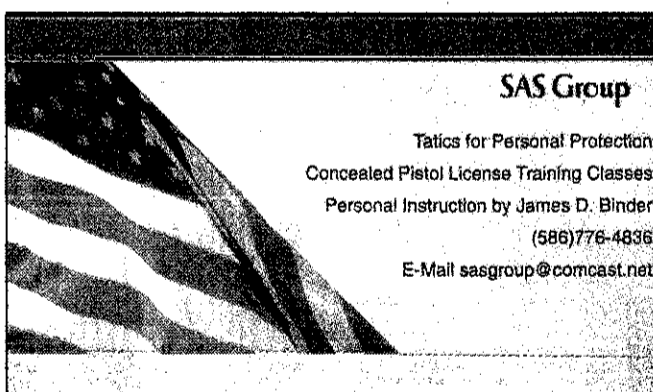 SAS Group
Tatics for Personal Protection
Concealed Pistol License Training Classes
Personal Instruction by James D. Binder
(586)776-4836
E-Mail sasgroup@comcast.net